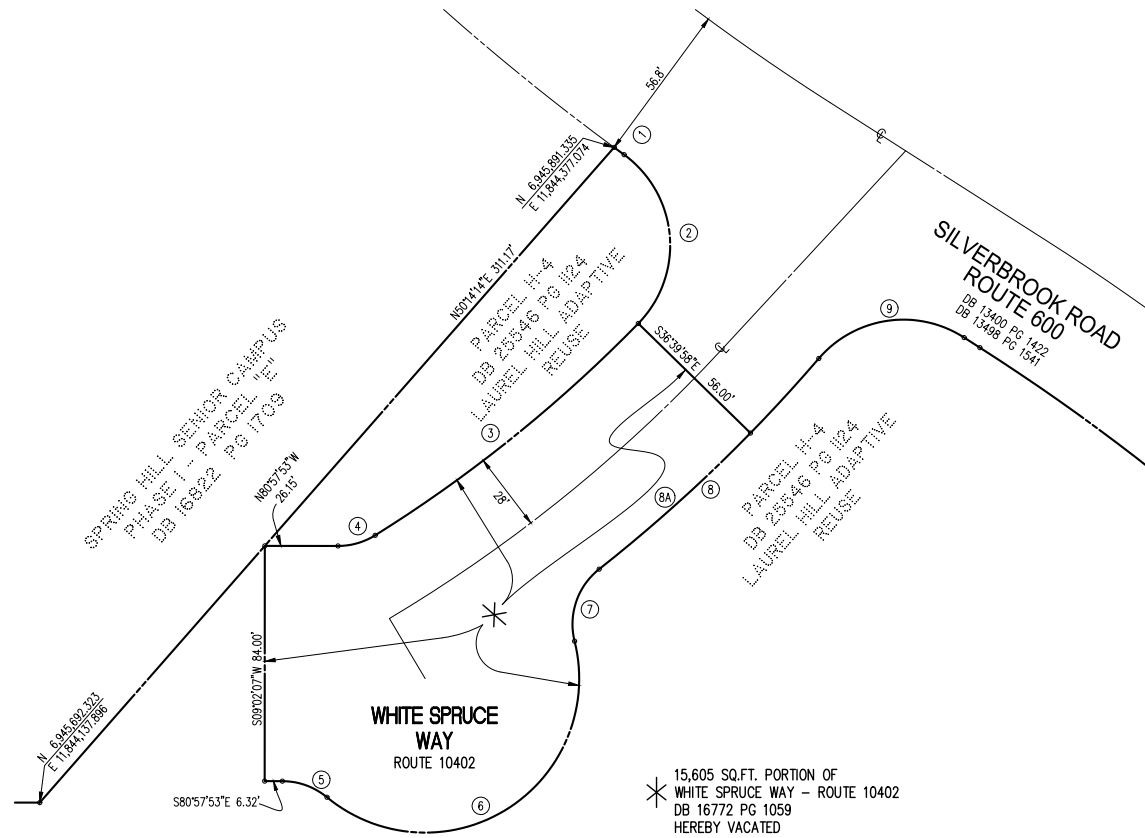 56.8'
1
N 6,945,891.335
E 11,844,377.074
2
℄
SILVERBROOK ROAD
ROUTE 600
DB 13400 PG 1422
DB 13498 PG 1541
N50°14'14"E 311.17'
PARCEL H-4
DB 25546 PG 1124
LAUREL HILL ADAPTIVE
REUSE
S36°39'58"E 56.00'
℄
9
SPRING HILL SENIOR CAMPUS
PHASE I - PARCEL "E"
DB 16822 PG 1709
3
N80°57'53"W
26.15'
4
28'
8A
8
PARCEL H-4
DB 25546 PG 1124
LAUREL HILL ADAPTIVE
REUSE
7
S09°02'07"W 84.00'
N 6,945,692.323
E 11,844,137.896
WHITE SPRUCE
WAY
ROUTE 10402
S80°57'53"E 6.32'
5
6
15,605 SQ.FT. PORTION OF
WHITE SPRUCE WAY - ROUTE 10402
DB 16772 PG 1059
HEREBY VACATED